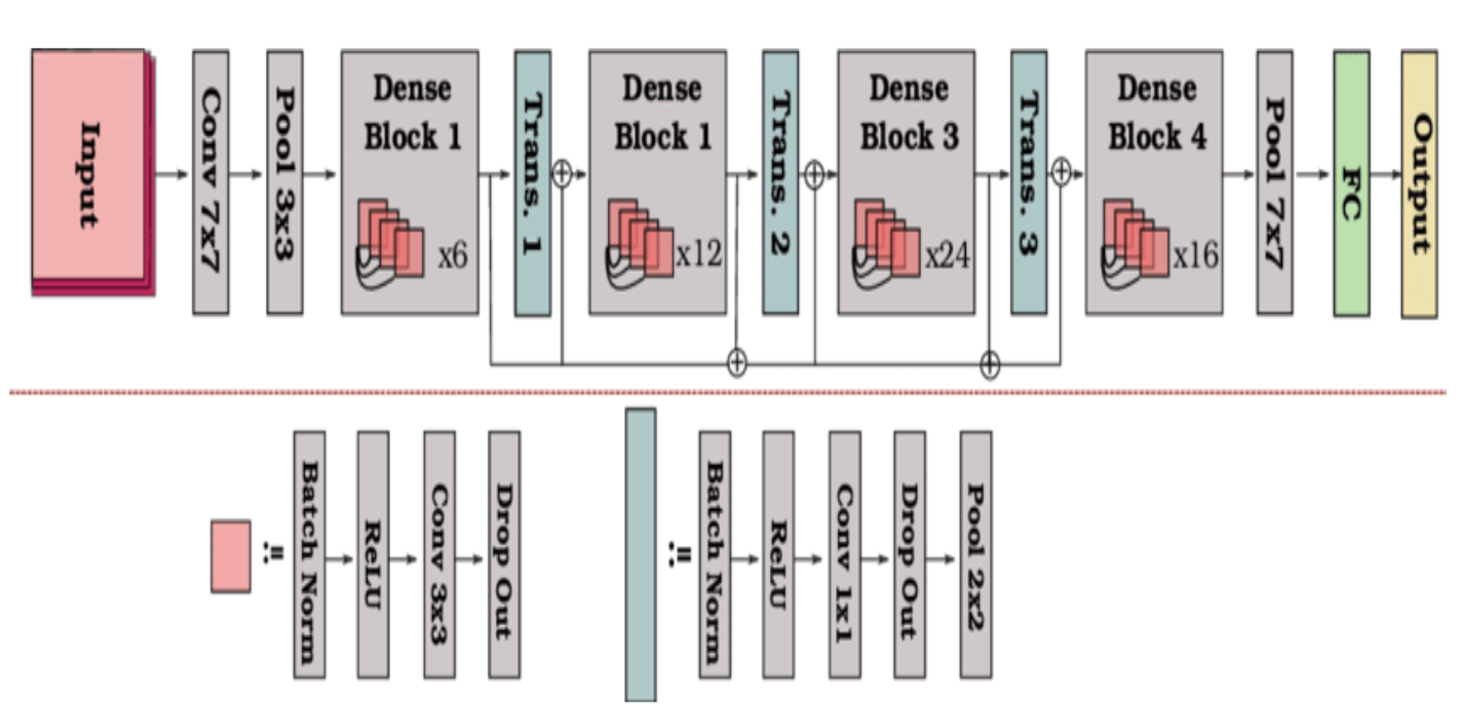 Input
Conv 7x7
Pool 3x3
Dense
Block 1
x6
Trans. 1
Dense
Block 1
x12
Trans. 2
Dense
Block 3
x24
Trans. 3
Dense
Block 4
x16
Pool 7x7
FC
Output
:=
Batch Norm
ReLU
Conv 3x3
Drop Out
:=
Batch Norm
ReLU
Conv 1x1
Drop Out
Pool 2x2